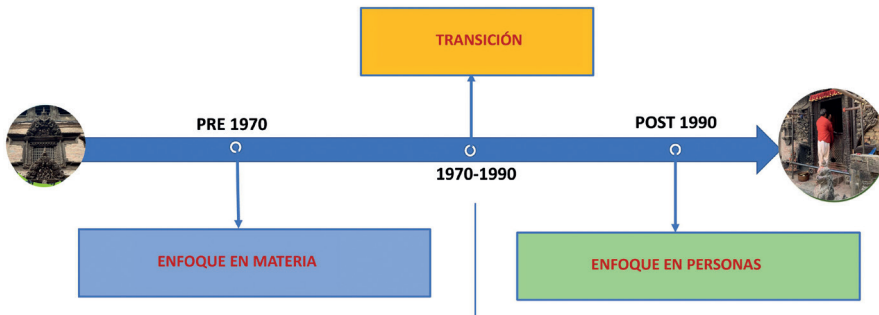 TRANSICIÓN
PRE 1970
POST 1990
1970-1990
ENFOQUE EN MATERIA
ENFOQUE EN PERSONAS